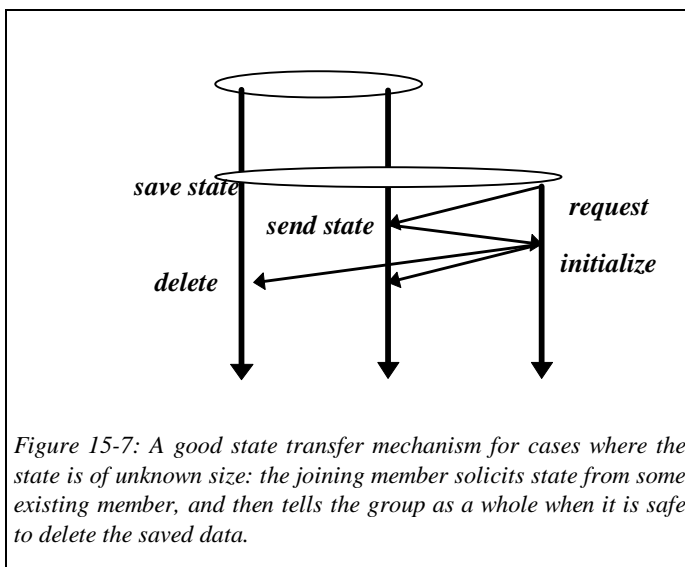 save state
request
send state
initialize
delete
Figure 15-7: A good state transfer mechanism for cases where the
state is of unknown size: the joining member solicits state from some
existing member, and then tells the group as a whole when it is safe
to delete the saved data.